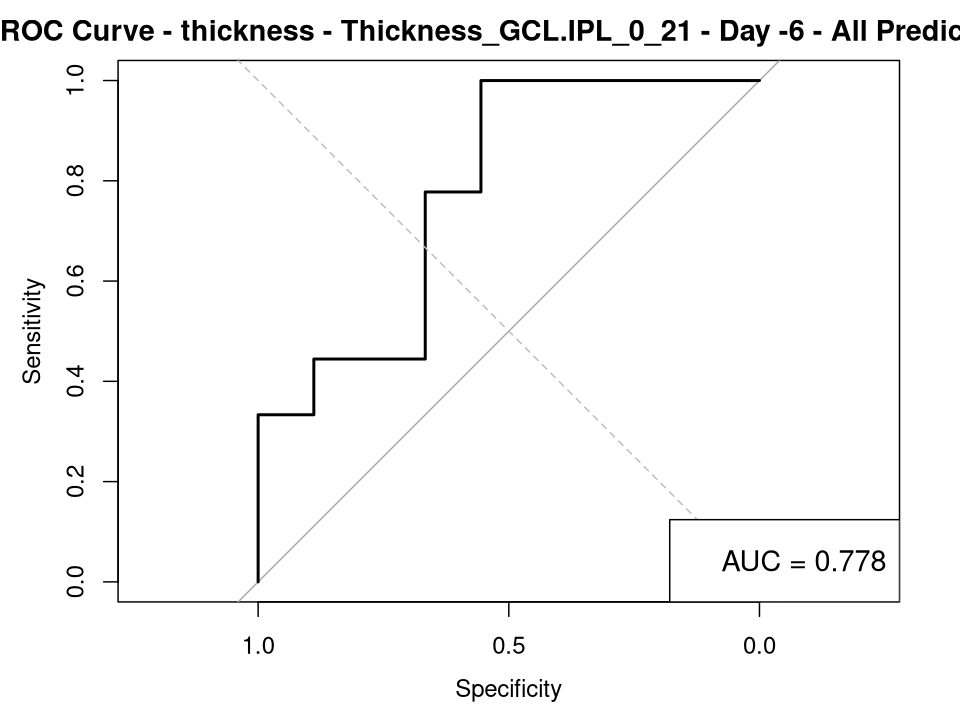 ROC Curve - thickness - Thickness_GCL.IPL_0_21 - Day -6 - All Predic
1.0
0.8
0.6
0.4
0.2
0.0
Sensitivity
AUC = 0.778
1.0 0.5 0.0
Specificity